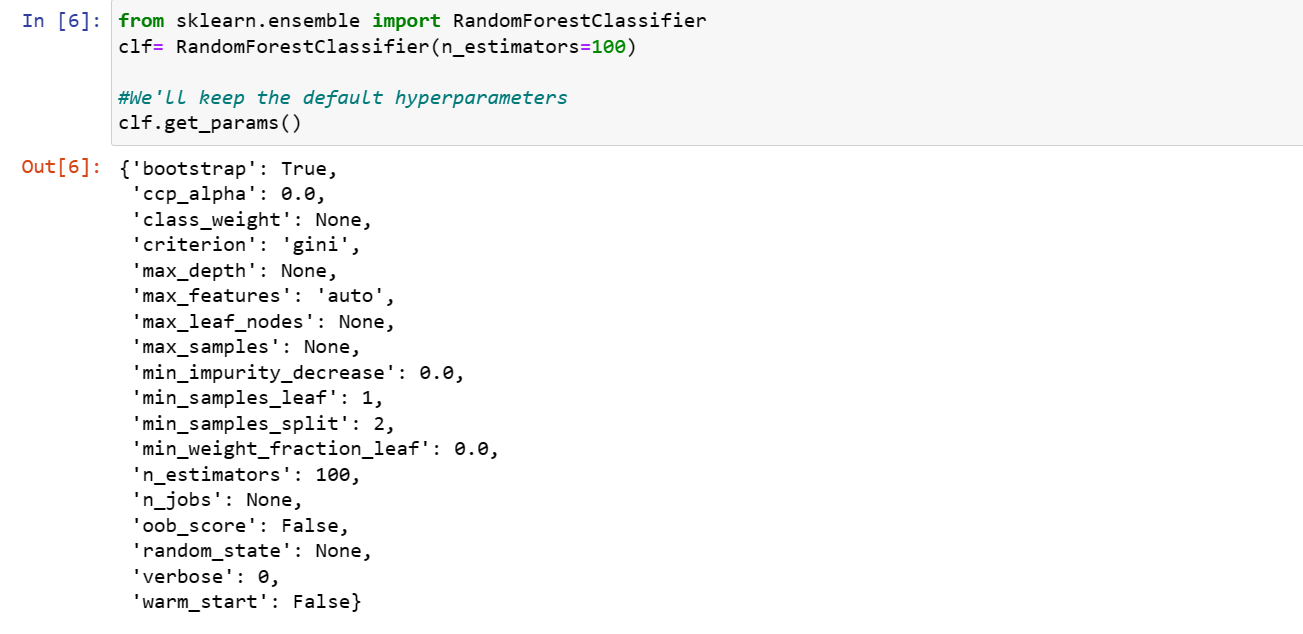 In [6]: from sklearn.ensemble import RandomForestClassifier
clf= RandomForestClassifier(n_estimators=100)
#We'll keep the default hyperparameters
clf.get_params()
Out[6]: {'bootstrap': True,
'ccp_alpha': 0.0,
'class_weight': None,
'criterion': 'gini',
'max_depth': None,
'max_features': 'auto',
'max_leaf_nodes': None,
'max_samples': None,
'min_impurity_decrease': 0.0,
'min_samples_leaf': 1,
'min_samples_split': 2,
'min_weight_fraction_leaf': 0.0,
'n_estimators': 100,
'n_jobs': None,
'oob_score': False,
'random_state': None,
'verbose': 0,
'warm_start': False}